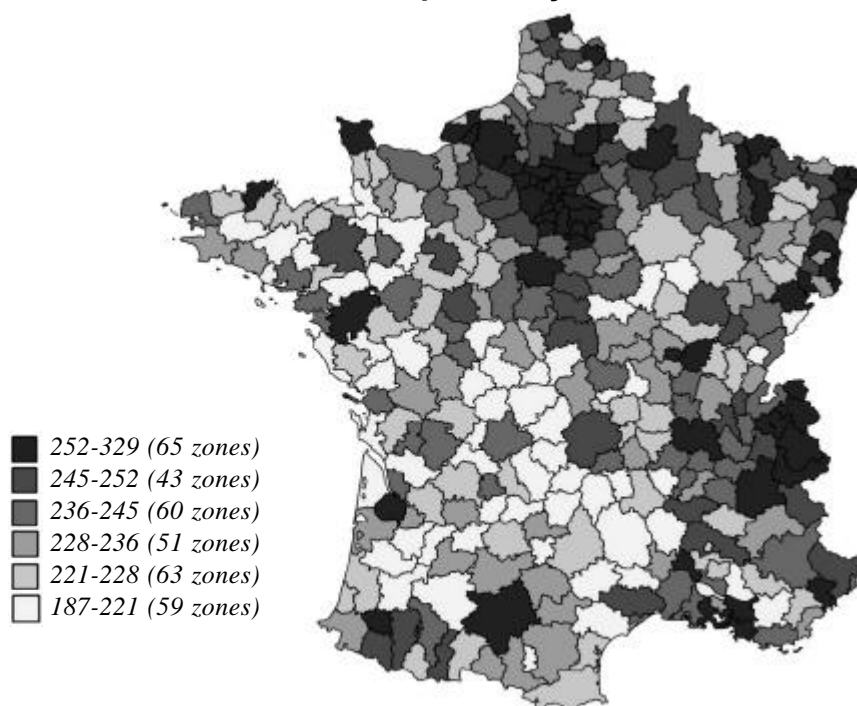 252-329 (65 zones)
245-252 (43 zones)
236-245 (60 zones)
228-236 (51 zones)
221-228 (63 zones)
187-221 (59 zones)